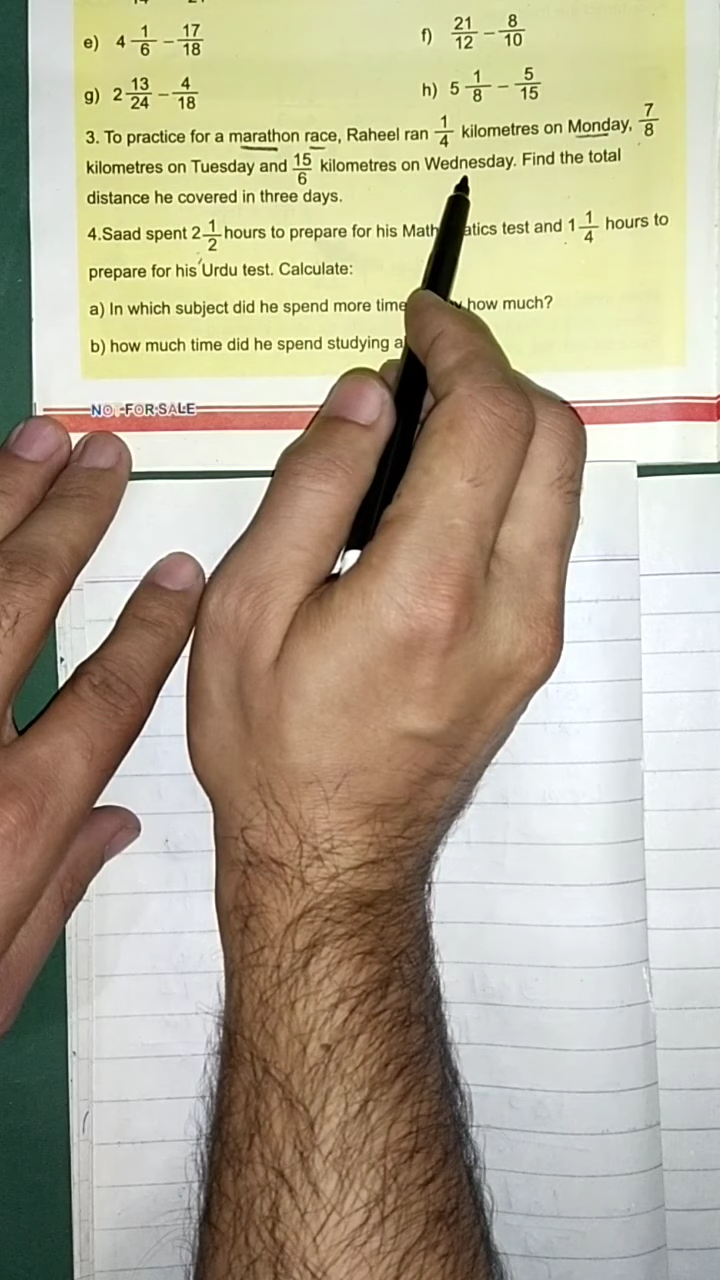 e) 4 1/6 − 17/18
f) 21/12 − 8/10
g) 2 13/24 − 4/18
h) 5 1/8 − 5/15
3. To practice for a marathon race, Raheel ran 1/4 kilometres on Monday, 7/8
kilometres on Tuesday and 15/6 kilometres on Wednesday. Find the total
distance he covered in three days.
4.Saad spent 2 1/2 hours to prepare for his Math atics test and 1 1/4 hours to
prepare for his Urdu test. Calculate:
a) In which subject did he spend more time how much?
b) how much time did he spend studying
NOT FOR SALE